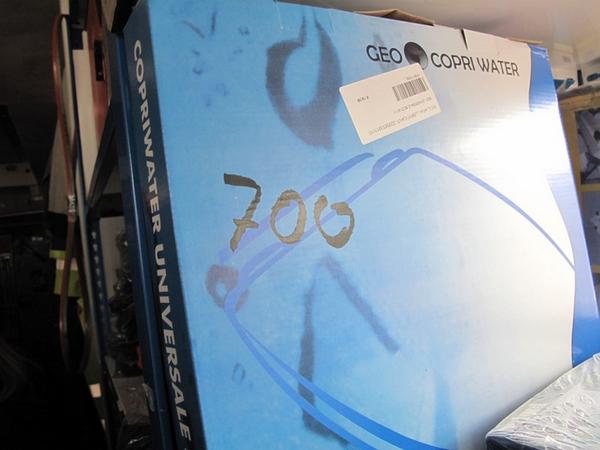 GEO COPRI WATER
700
COPRIWATER UNIVERSALE